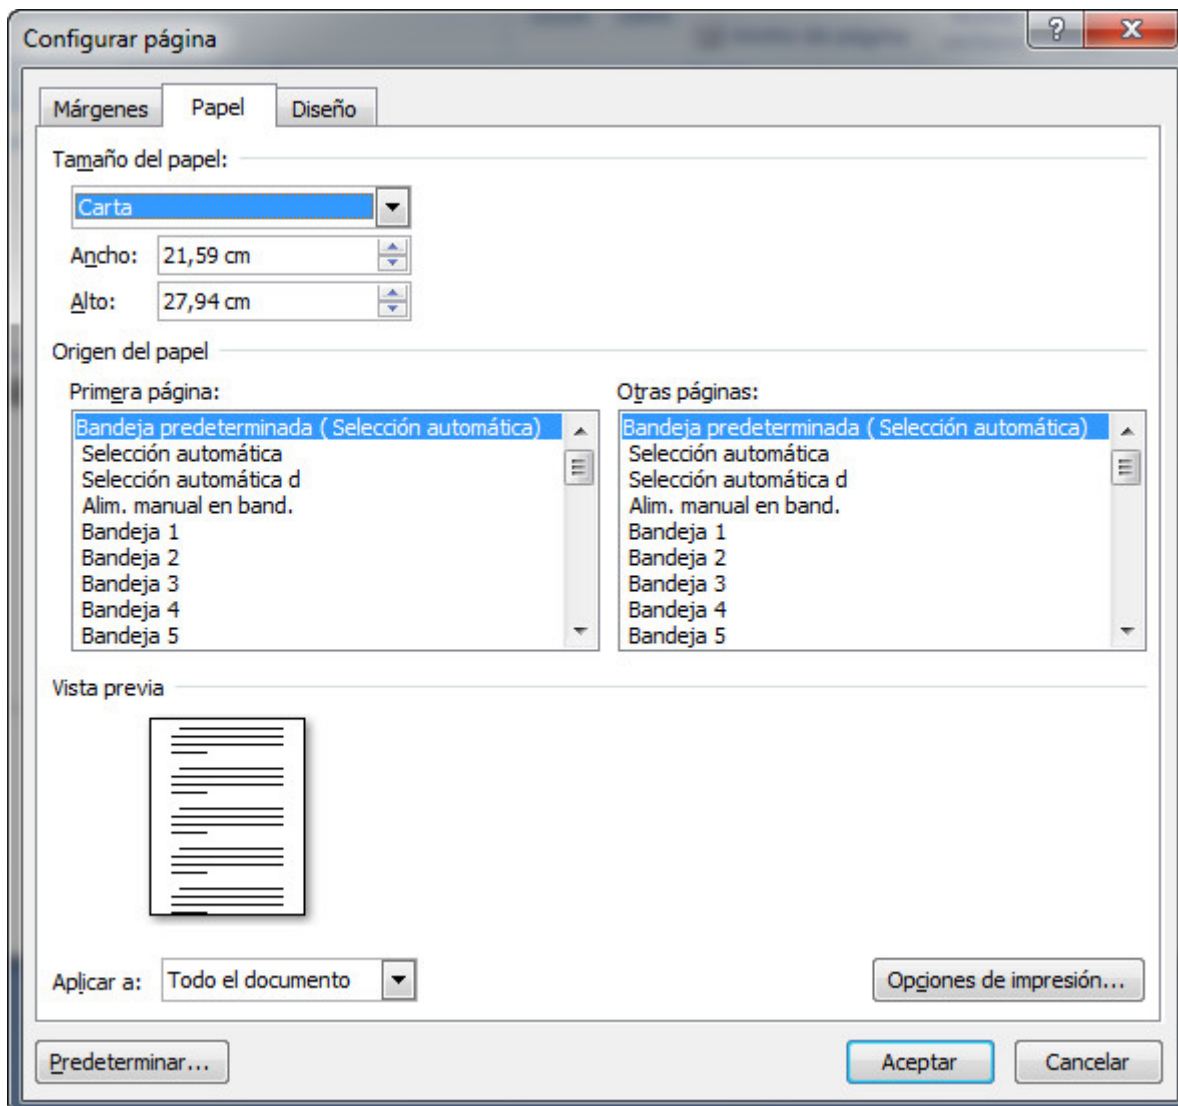 Configurar página
Márgenes Papel Diseño
Tamaño del papel:
Carta
Ancho: 21,59 cm
Alto: 27,94 cm
Origen del papel
Primera página:
Bandeja predeterminada ( Selección automática)
Selección automática
Selección automática d
Alim. manual en band.
Bandeja 1
Bandeja 2
Bandeja 3
Bandeja 4
Bandeja 5
Otras páginas:
Bandeja predeterminada ( Selección automática)
Selección automática
Selección automática d
Alim. manual en band.
Bandeja 1
Bandeja 2
Bandeja 3
Bandeja 4
Bandeja 5
Vista previa
Aplicar a: Todo el documento
Opciones de impresión...
Predeterminar...
Aceptar
Cancelar